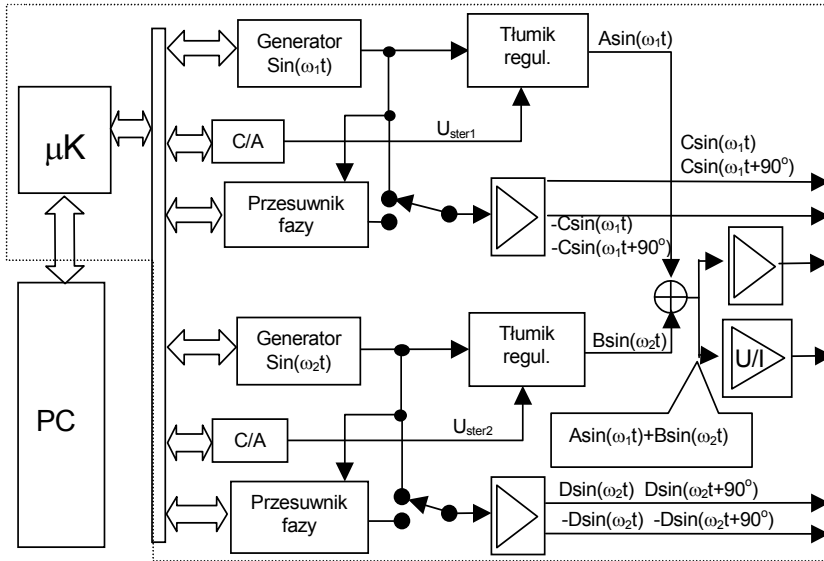 Generator
Sin(ω₁t)
Tłumik
regul.
Asin(ω₁t)
μK
C/A
Uster1
Csin(ω₁t)
Csin(ω₁t+90°)
Przesuwnik
fazy
-Csin(ω₁t)
-Csin(ω₁t+90°)
PC
Generator
Sin(ω₂t)
Tłumik
regul.
Bsin(ω₂t)
U/I
C/A
Uster2
Asin(ω₁t)+Bsin(ω₂t)
Przesuwnik
fazy
Dsin(ω₂t) Dsin(ω₂t+90°)
-Dsin(ω₂t) -Dsin(ω₂t+90°)